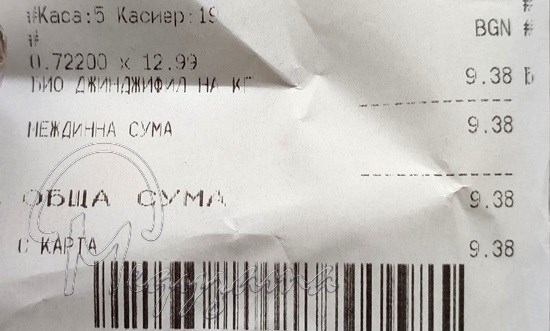 #Каса:5 Касиер:19
BGN #
#
0.72200 x 12.99
БИО ДЖИНДЖИФИЛ НА КГ 9.38 Б
МЕЖДИННА СУМА 9.38
ОБЩА СУМА 9.38
С КАРТА 9.38